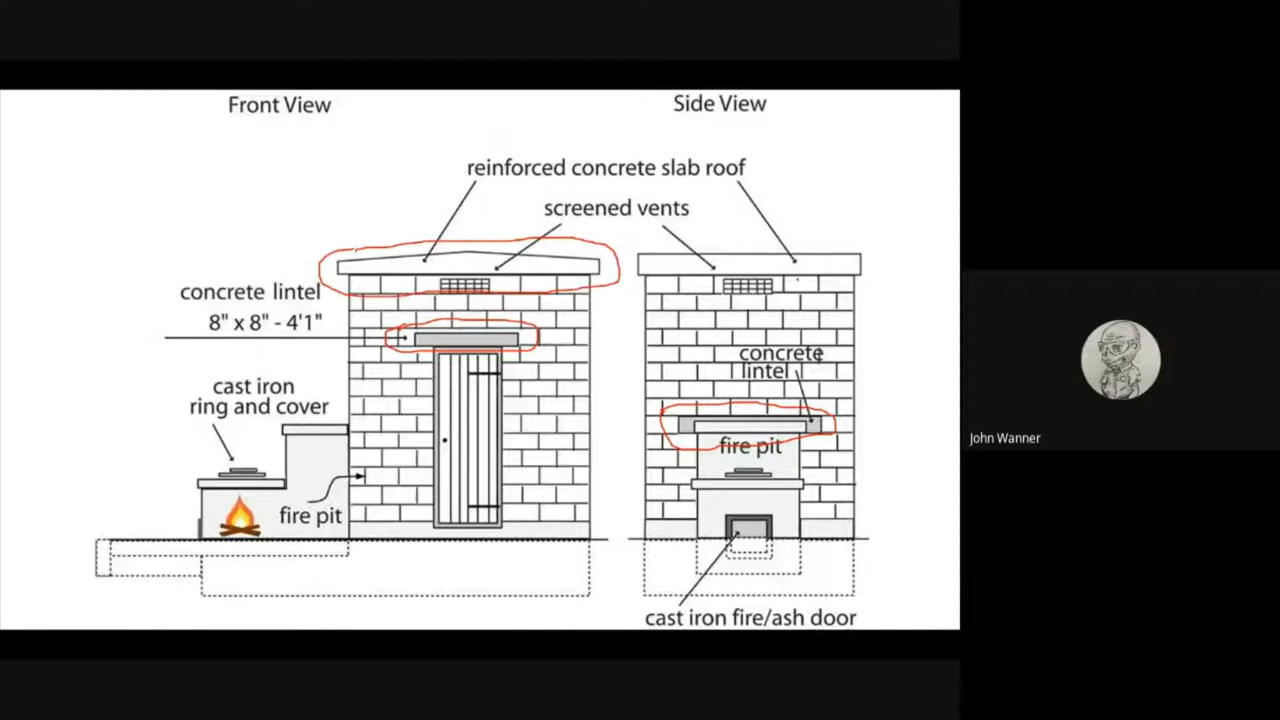 Front View
Side View
reinforced concrete slab roof
screened vents
concrete lintel
8" x 8" - 4'1"
concrete
lintel
cast iron
ring and cover
fire pit
fire pit
cast iron fire/ash door
John Wanner